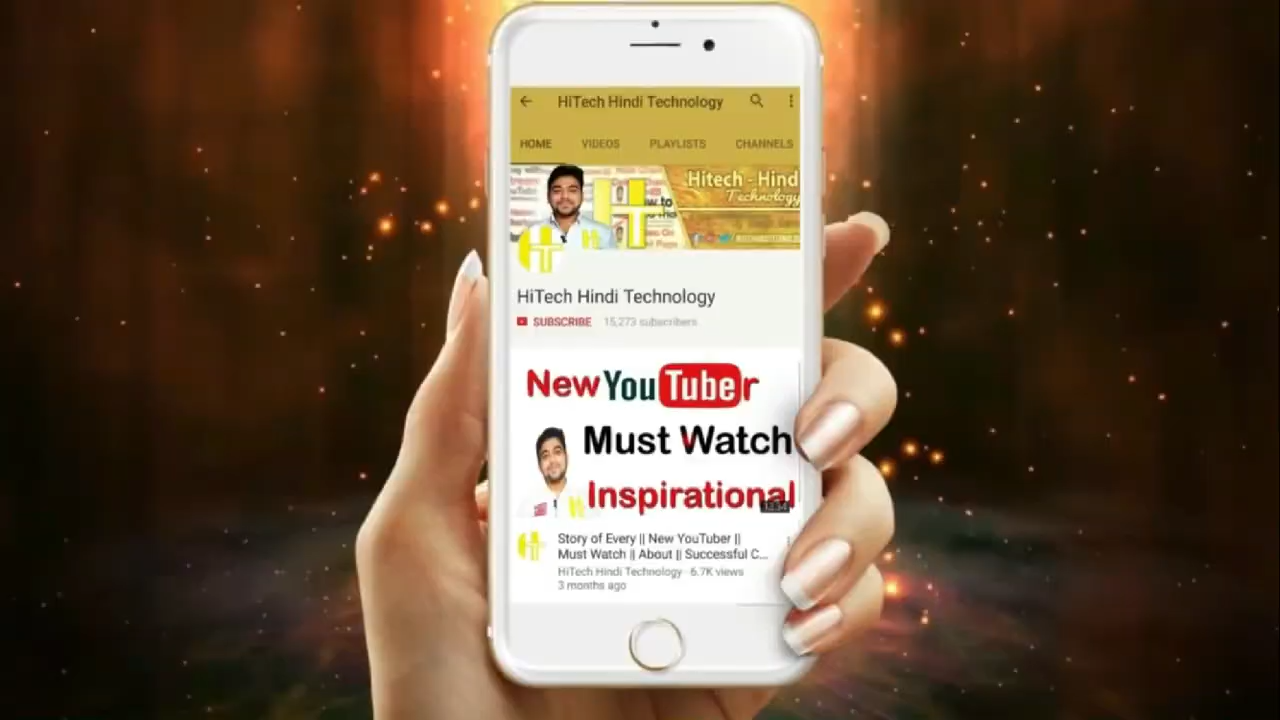 HiTech Hindi Technology
HOME VIDEOS PLAYLISTS CHANNELS
Hitech - Hind
Technology
HiTech Hindi Technology
SUBSCRIBE 15,273 subscribers
New YouTuber
Must Watch
Inspirational
Story of Every || New YouTuber ||
Must Watch || About || Successful C...
HiTech Hindi Technology · 6.7K views
3 months ago